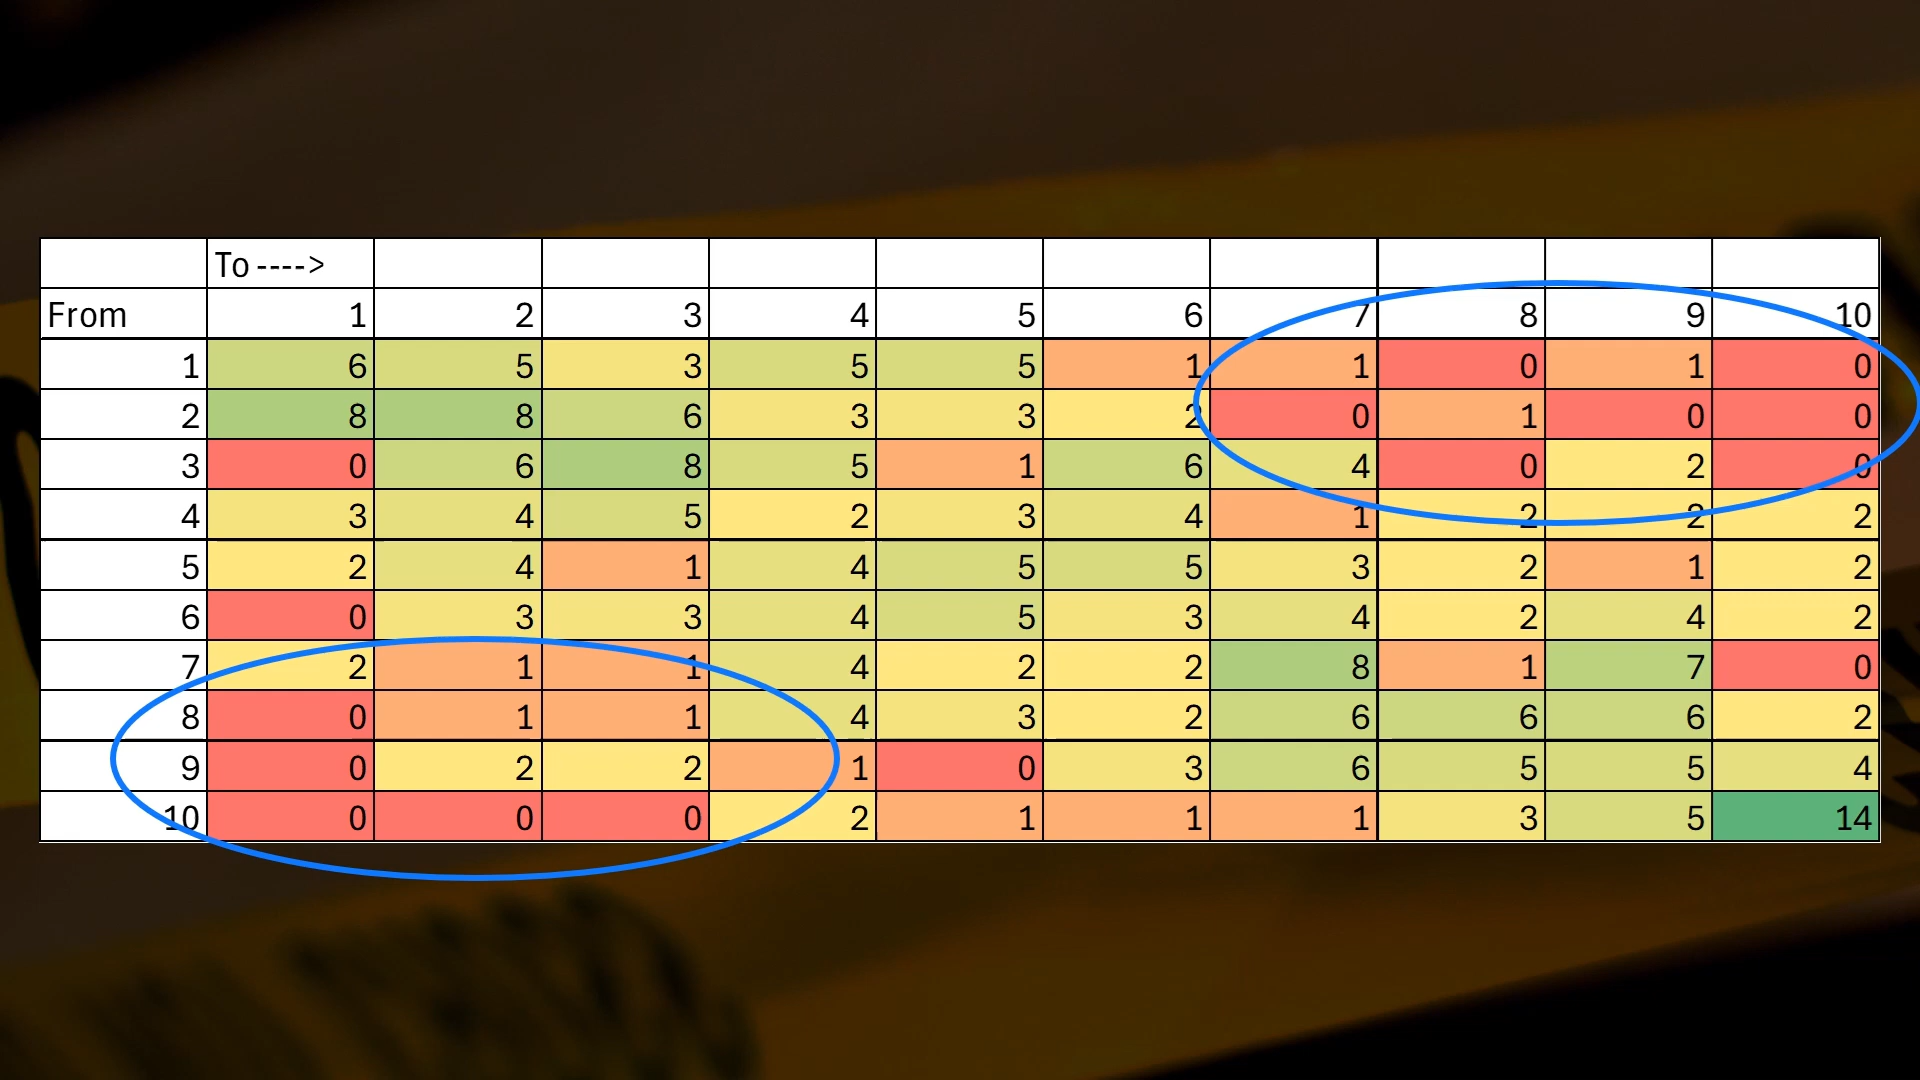 To ---->
From 1 2 3 4 5 6 7 8 9 10
1 6 5 3 5 5 1 1 0 1 0
2 8 8 6 3 3 2 0 1 0 0
3 0 6 8 5 1 6 4 0 2 0
4 3 4 5 2 3 4 1 2 2 2
5 2 4 1 4 5 5 3 2 1 2
6 0 3 3 4 5 3 4 2 4 2
7 2 1 1 4 2 2 8 1 7 0
8 0 1 1 4 3 2 6 6 6 2
9 0 2 2 1 0 3 6 5 5 4
10 0 0 0 2 1 1 1 3 5 14